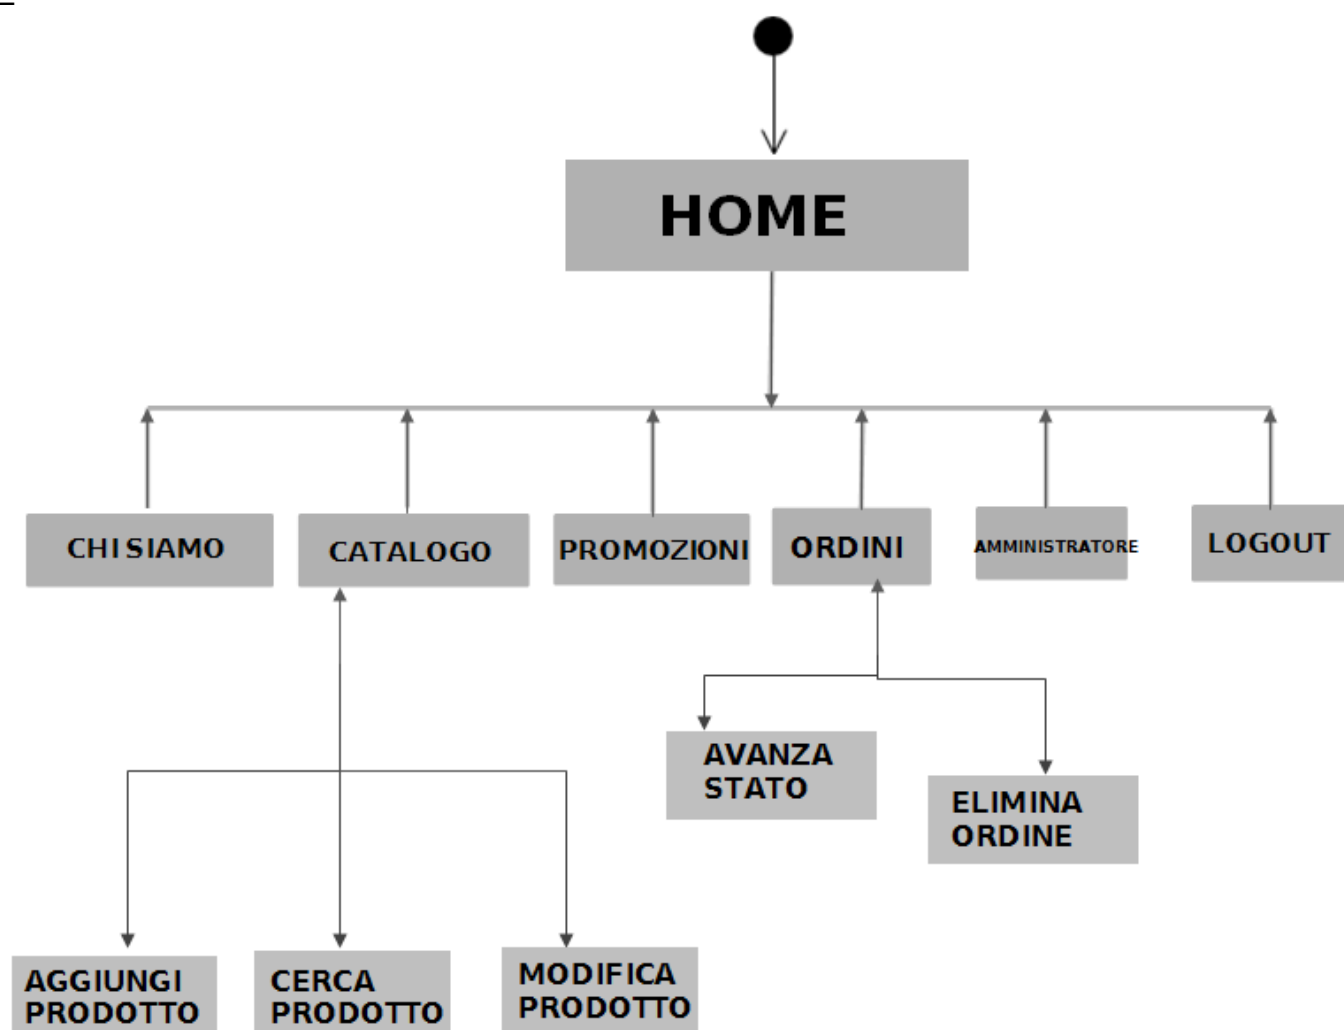 HOME
CHI SIAMO
CATALOGO
PROMOZIONI
ORDINI
AMMINISTRATORE
LOGOUT
AVANZA
STATO
ELIMINA
ORDINE
AGGIUNGI
PRODOTTO
CERCA
PRODOTTO
MODIFICA
PRODOTTO